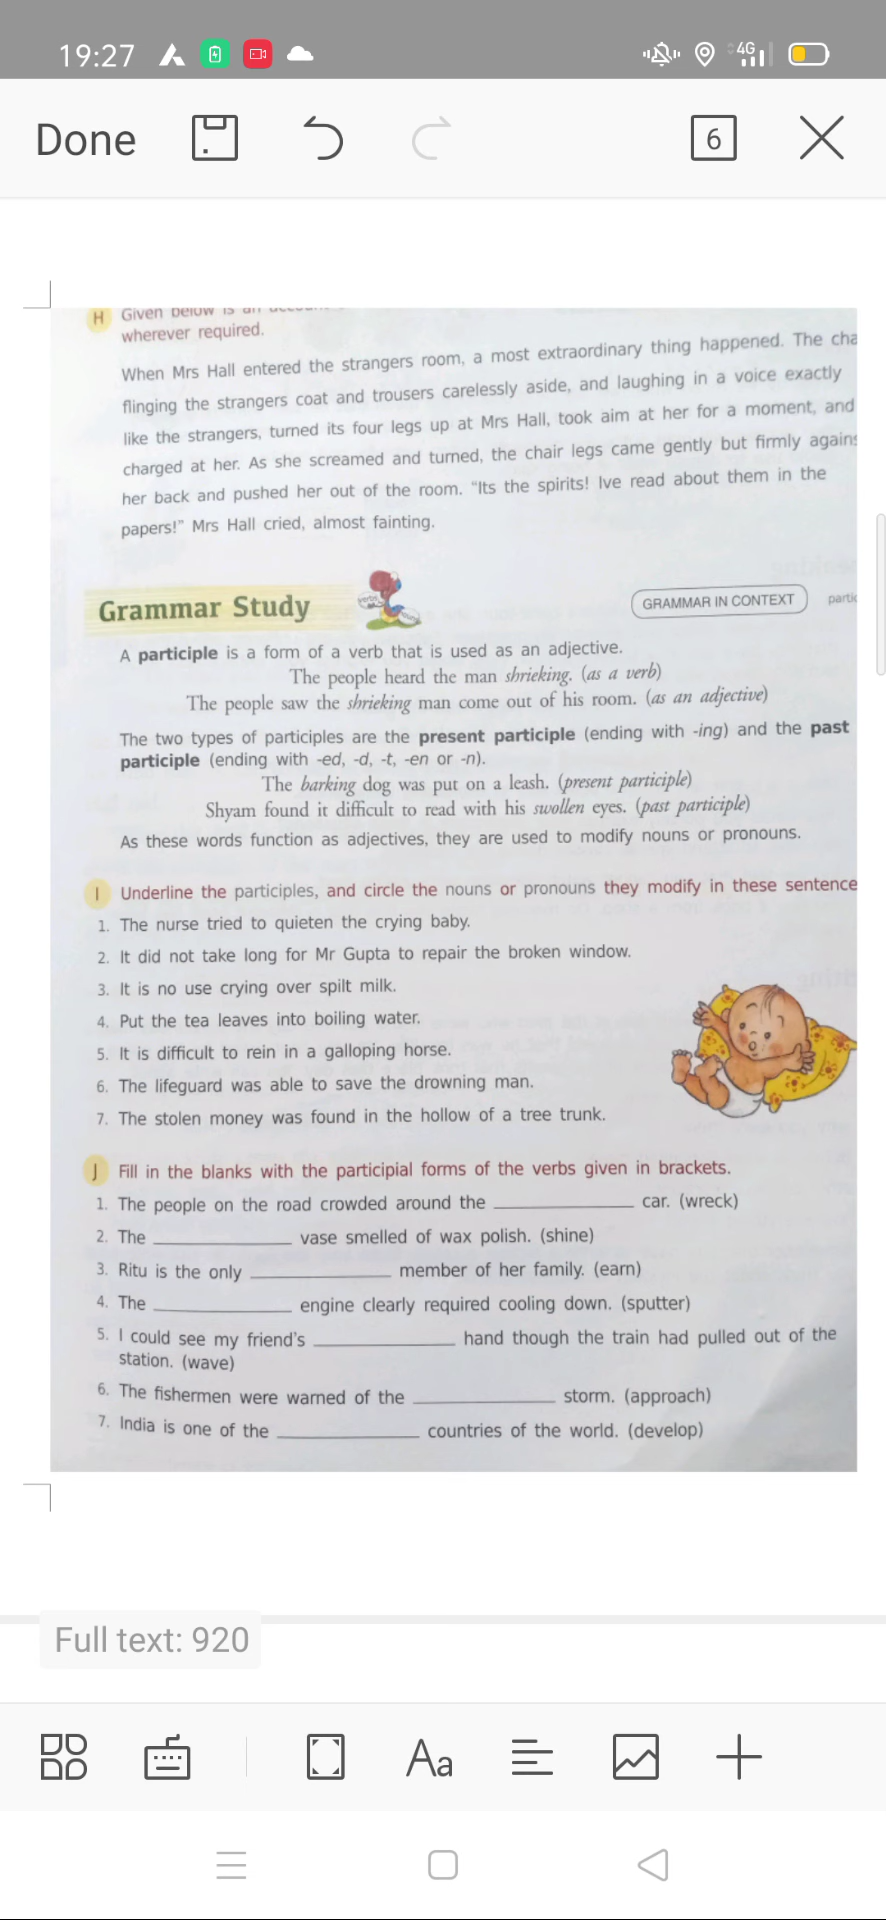 19:27
4G
Done
6
H Given below is an
wherever required.
When Mrs Hall entered the strangers room, a most extraordinary thing happened. The cha
flinging the strangers coat and trousers carelessly aside, and laughing in a voice exactly
like the strangers, turned its four legs up at Mrs Hall, took aim at her for a moment, and
charged at her. As she screamed and turned, the chair legs came gently but firmly agains
her back and pushed her out of the room. “Its the spirits! Ive read about them in the
papers!” Mrs Hall cried, almost fainting.
Grammar Study
verbs
GRAMMAR IN CONTEXT
partic
A participle is a form of a verb that is used as an adjective.
The people heard the man shrieking. (as a verb)
The people saw the shrieking man come out of his room. (as an adjective)
The two types of participles are the present participle (ending with -ing) and the past
participle (ending with -ed, -d, -t, -en or -n).
The barking dog was put on a leash. (present participle)
Shyam found it difficult to read with his swollen eyes. (past participle)
As these words function as adjectives, they are used to modify nouns or pronouns.
I Underline the participles, and circle the nouns or pronouns they modify in these sentence
1. The nurse tried to quieten the crying baby.
2. It did not take long for Mr Gupta to repair the broken window.
3. It is no use crying over spilt milk.
4. Put the tea leaves into boiling water.
5. It is difficult to rein in a galloping horse.
6. The lifeguard was able to save the drowning man.
7. The stolen money was found in the hollow of a tree trunk.
J Fill in the blanks with the participial forms of the verbs given in brackets.
1. The people on the road crowded around the ______________ car. (wreck)
2. The ______________ vase smelled of wax polish. (shine)
3. Ritu is the only ______________ member of her family. (earn)
4. The ______________ engine clearly required cooling down. (sputter)
5. I could see my friend's ______________ hand though the train had pulled out of the
station. (wave)
6. The fishermen were warned of the ______________ storm. (approach)
7. India is one of the ______________ countries of the world. (develop)
Full text: 920
Aa